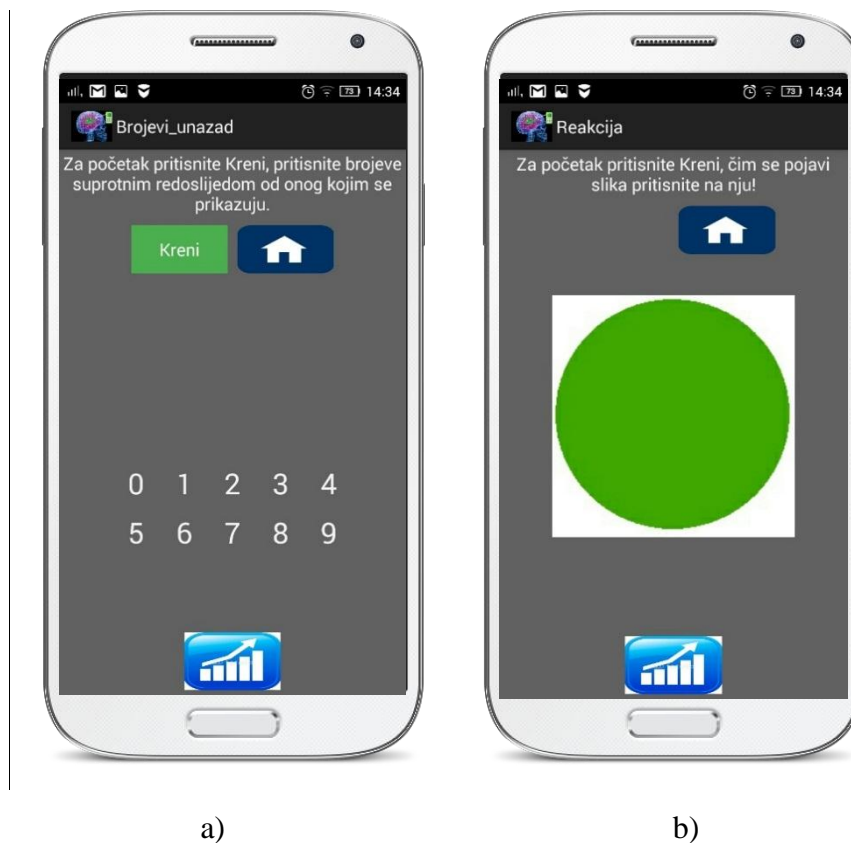 73 14:34
Brojevi_unazad
Za početak pritisnite Kreni, pritisnite brojeve
suprotnim redoslijedom od onog kojim se
prikazuju.
Kreni
0 1 2 3 4
5 6 7 8 9
a)
73 14:34
Reakcija
Za početak pritisnite Kreni, čim se pojavi
slika pritisnite na nju!
b)